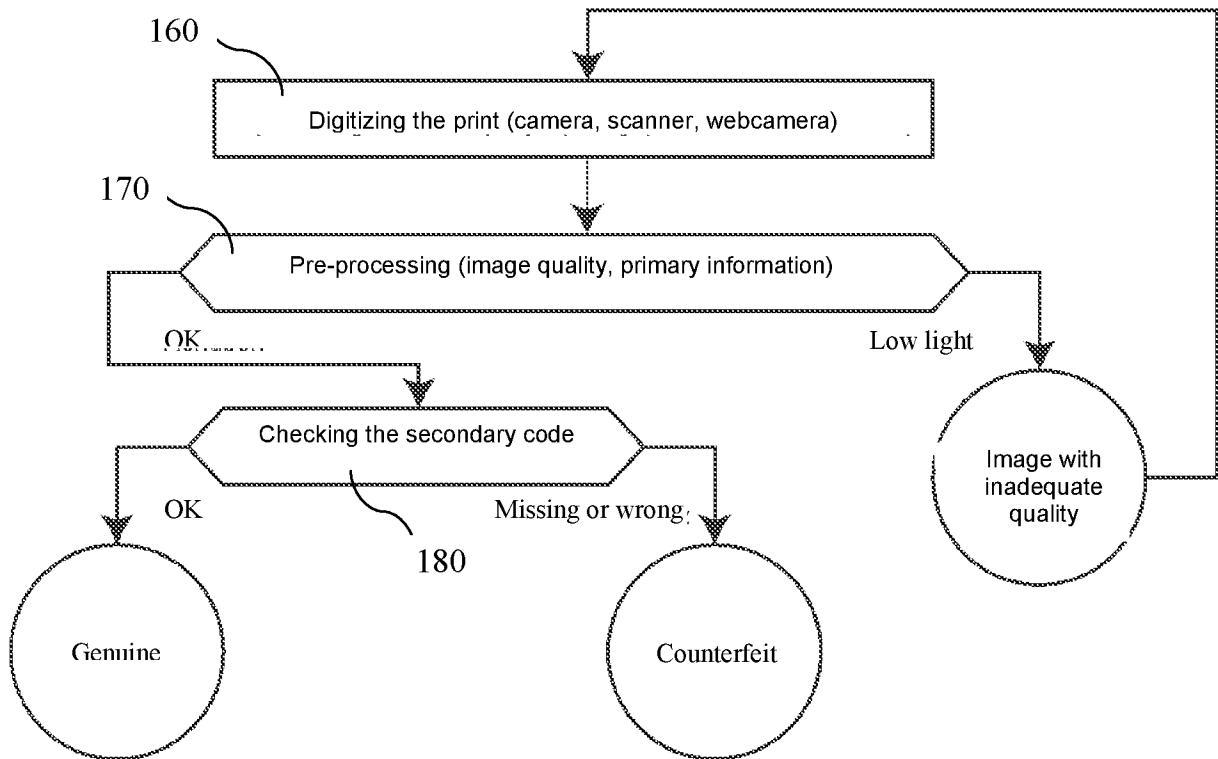 160
Digitizing the print (camera, scanner, webcamera)
170
Pre-processing (image quality, primary information)
OK
Low light
Checking the secondary code
Image with
inadequate
quality
OK
Missing or wrong
180
Genuine
Counterfeit